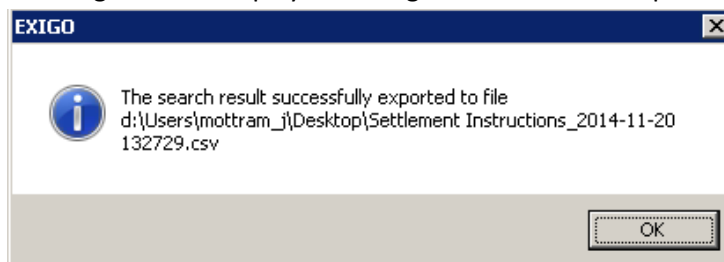 EXIGO
The search result successfully exported to file
d:\Users\mottram_j\Desktop\Settlement Instructions_2014-11-20
132729.csv
OK